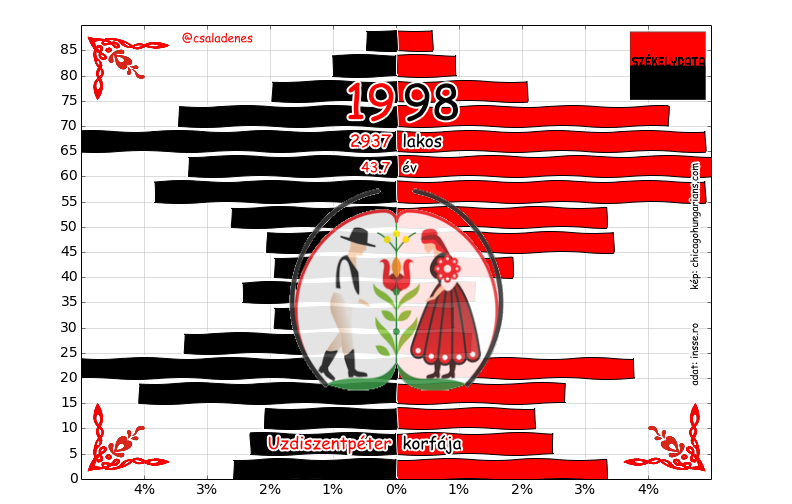 @csaladenes
SZÉKELYDATA
1998
2937 lakos
43.7 év
kép: chicagohungarians.com
adat: insse.ro
Uzdiszentpéter korfája
85
80
75
70
65
60
55
50
45
40
35
30
25
20
15
10
5
0
4% 3% 2% 1% 0% 1% 2% 3% 4%